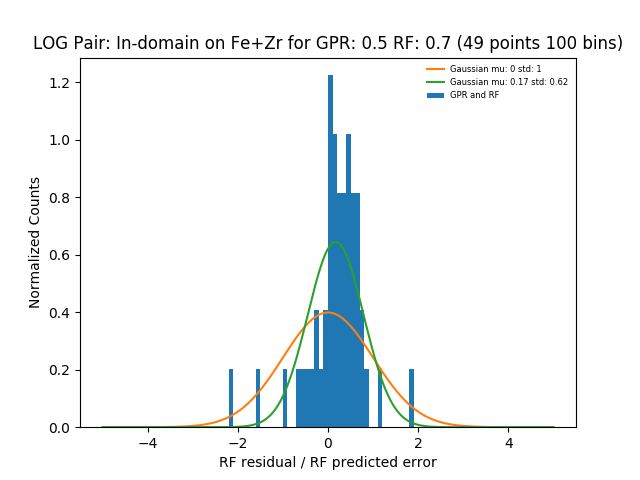 LOG Pair: In-domain on Fe+Zr for GPR: 0.5 RF: 0.7 (49 points 100 bins)
Gaussian mu: 0 std: 1
Gaussian mu: 0.17 std: 0.62
GPR and RF
Normalized Counts
1.2
1.0
0.8
0.6
0.4
0.2
0.0
−4 −2 0 2 4
RF residual / RF predicted error